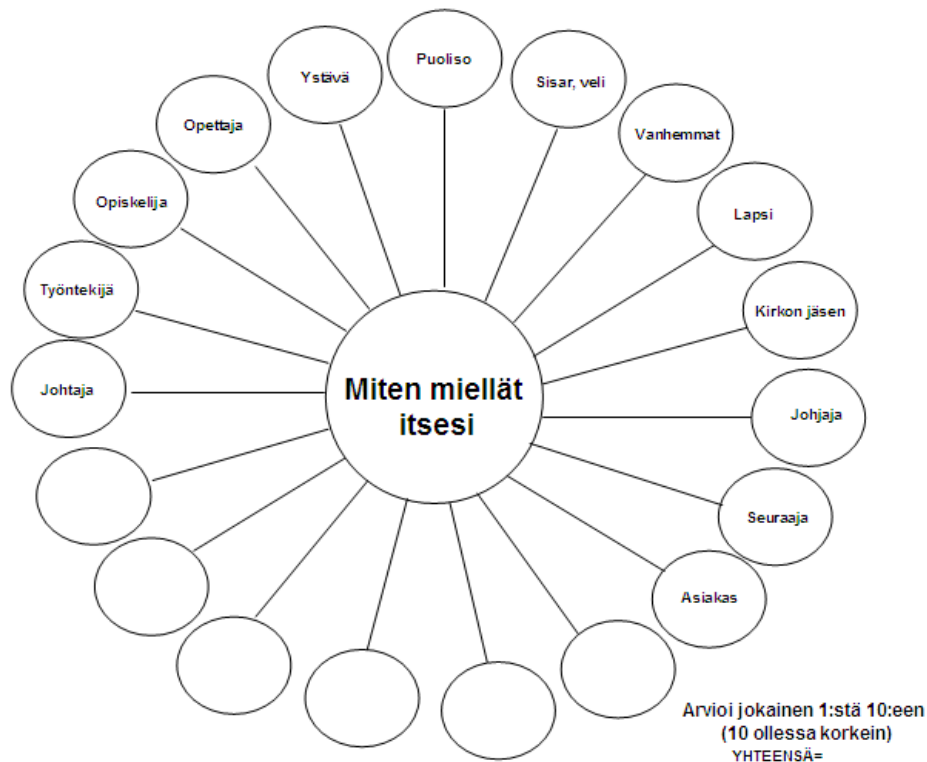 Puoliso
Ystävä
Sisar, veli
Opettaja
Vanhemmat
Opiskelija
Lapsi
Työntekijä
Kirkon jäsen
Johtaja
Johjaja
Miten miellät
itsesi
Seuraaja
Asiakas
Arvioi jokainen 1:stä 10:een
(10 ollessa korkein)
YHTEENSÄ=